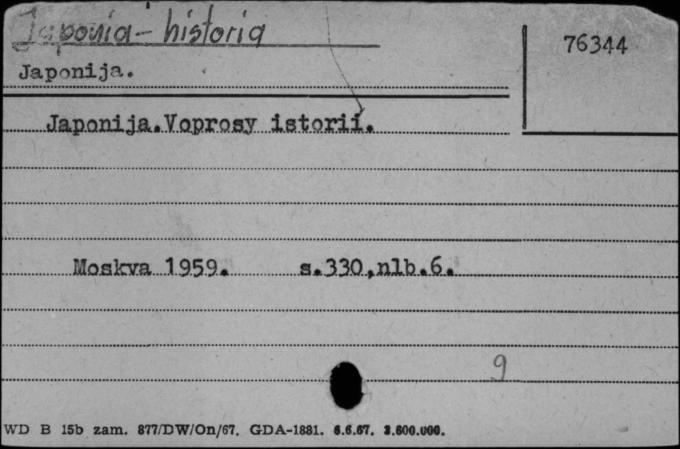 Japonia - historia
76344
Japonija.
Japonija.Voprosy istorii.
Moskva 1959. s.330,nlb.6.
9
WD B 15b zam. 877/DW/On/67. GDA-1881. 6.6.67. 3.600.000.